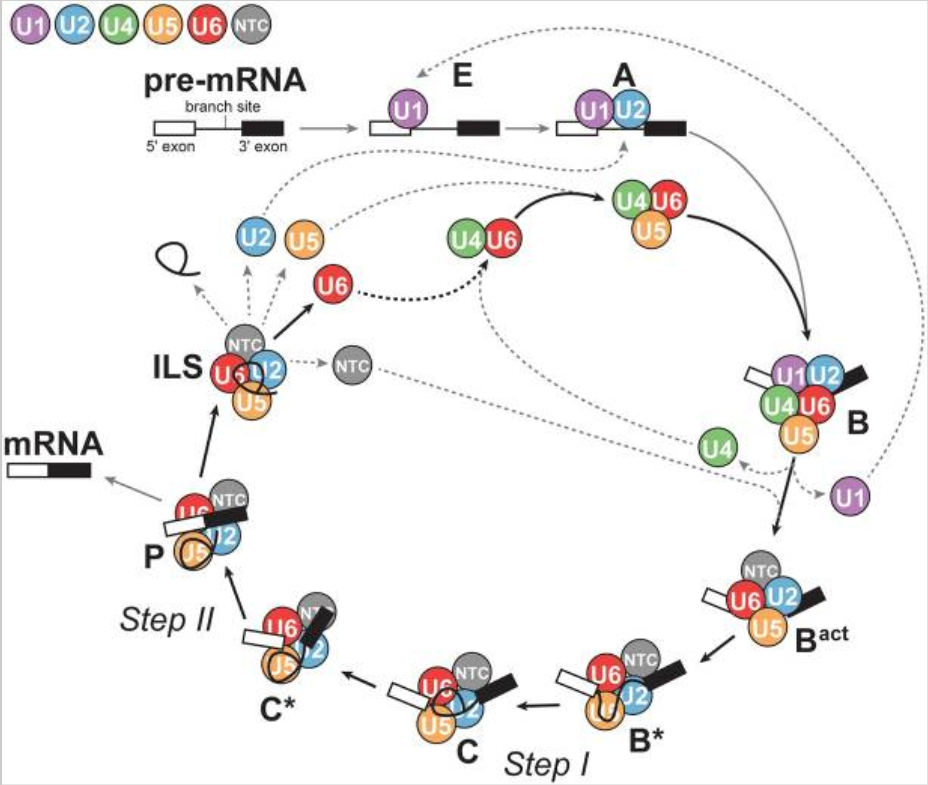 U1 U2 U4 U5 U6 NTC
pre-mRNA
branch site
5' exon 3' exon
E
U1
A
U1 U2
U2 U5
U4 U6
U4 U6
U5
U6
NTC
ILS
U6 U2
U5
NTC
U1 U2
U4 U6
U5
B
U4
U1
mRNA
U6 NTC
U5 U2
P
Step II
NTC
U6 U2
U5
Bact
U6 NTC
U5 U2
C*
U6 NTC
U5 U2
C
Step I
U6 NTC
U5 U2
B*